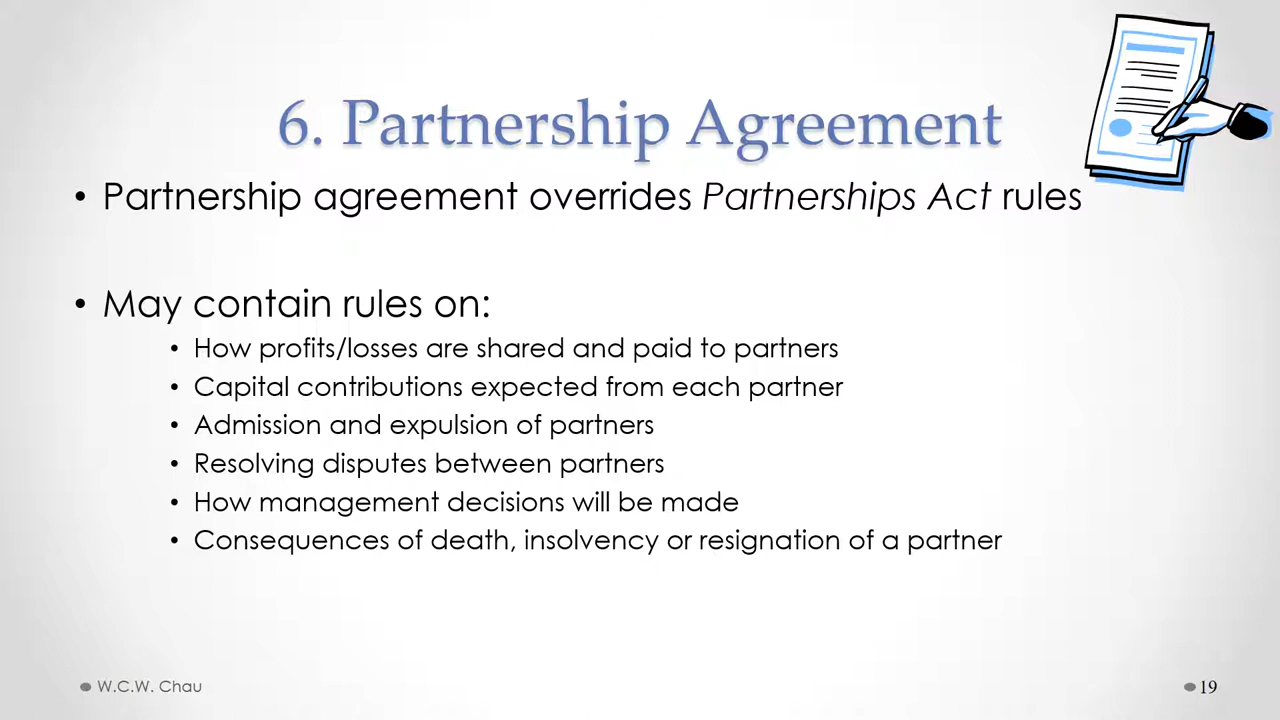 6. Partnership Agreement
• Partnership agreement overrides Partnerships Act rules
• May contain rules on:
• How profits/losses are shared and paid to partners
• Capital contributions expected from each partner
• Admission and expulsion of partners
• Resolving disputes between partners
• How management decisions will be made
• Consequences of death, insolvency or resignation of a partner
W.C.W. Chau
19